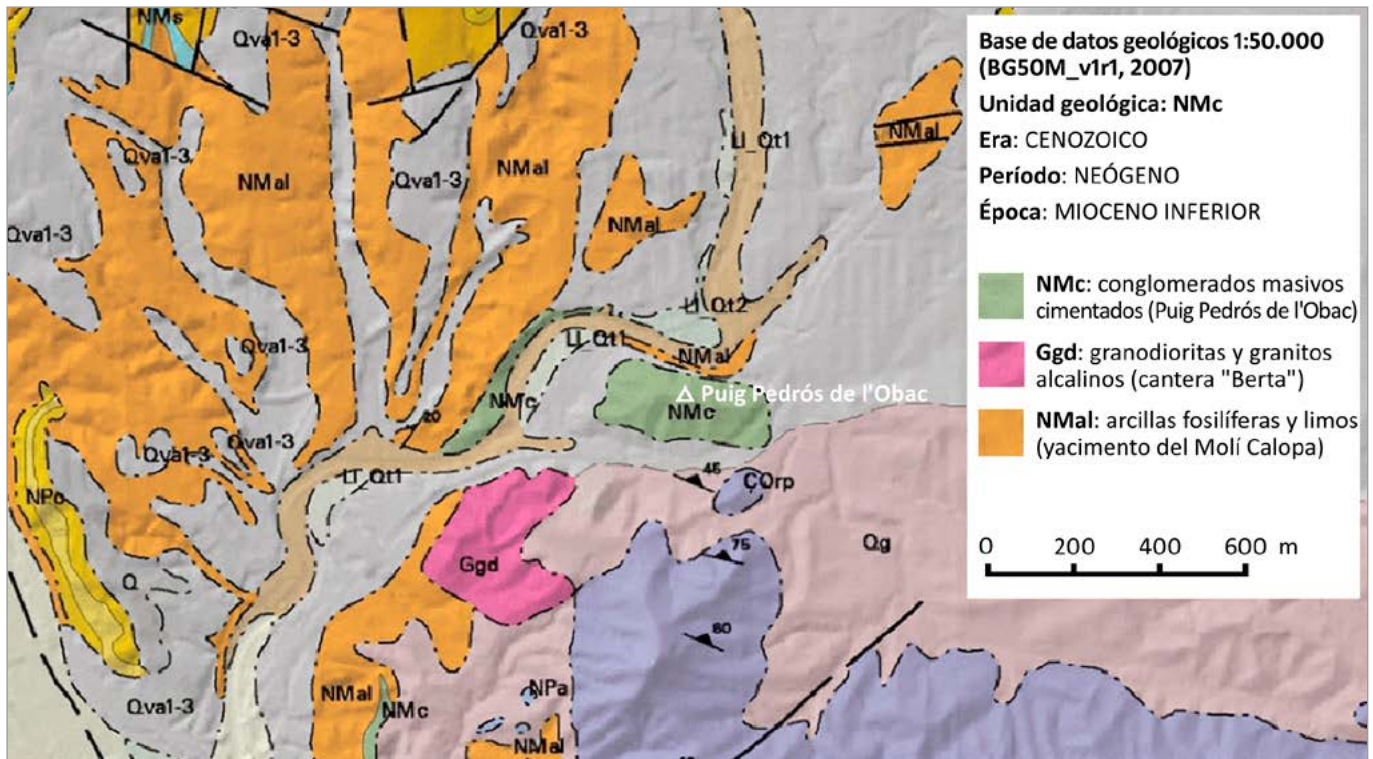 NMs
Qva1-3
Qva1-3
Qva1-3
NMal
Qva1-3
NMal
NMal
Ll_Qt1
NMal
Qva1-3
Qva1-3
Ll_Qt2
Ll_Qt1
NMal
NMc
Puig Pedrós de l'Obac
NMc
20
Qva1-3
Qva1-3
NPc
Ll_Qt1
45
COrp
75
Qg
Ggd
Q
60
Qva1-3
NMal
NMc
NPa
NMal
Base de datos geológicos 1:50.000
(BG50M_v1r1, 2007)
Unidad geológica: NMc
Era: CENOZOICO
Período: NEÓGENO
Época: MIOCENO INFERIOR
NMc: conglomerados masivos
cimentados (Puig Pedrós de l'Obac)
Ggd: granodioritas y granitos
alcalinos (cantera "Berta")
NMal: arcillas fosilíferas y limos
(yacimento del Molí Calopa)
0 200 400 600 m